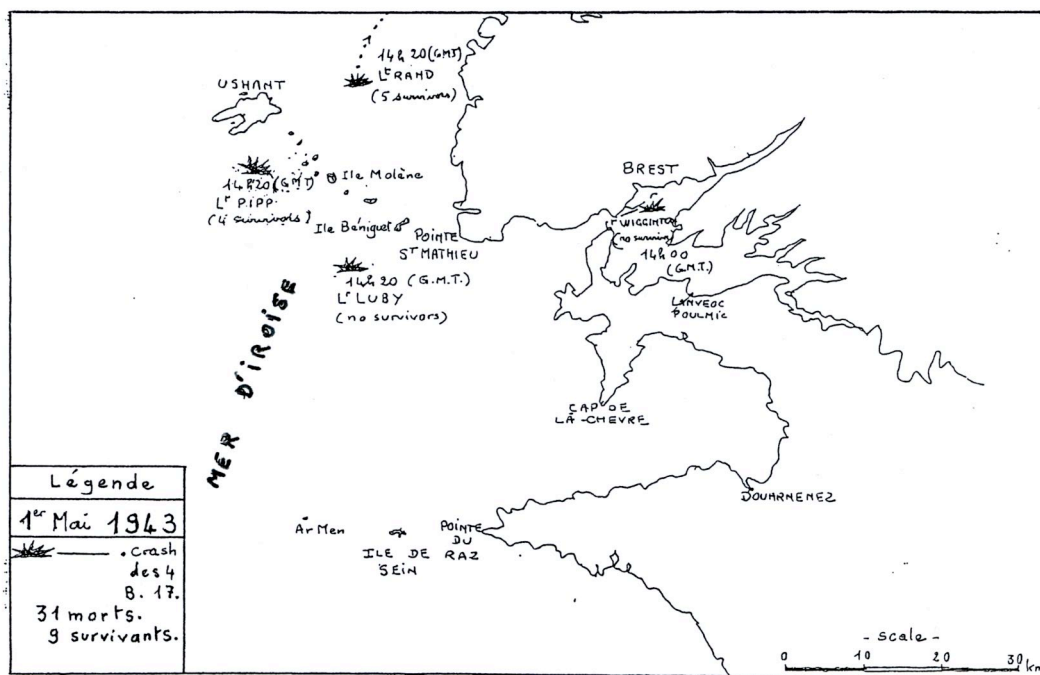 14h20 (GMT)
Lt RAND
(5 survivors)
USHANT
14h20 (G.M.T)
Lt PIPP.
(4 survivors)
Ile Molène
Ile Béniguet
POINTE
ST MATHIEU
BREST
Lt WIGGINTON
(no survivors)
14h00
(G.M.T.)
14h20 (G.M.T.)
Lt LUBY
(no survivors)
LANVEOC
POULMIC
MER D'IROISE
CAP DE
LA-CHEVRE
DOUARNENEZ
Ar Men
ILE DE
SEIN
POINTE
DU
RAZ
Légende
1er Mai 1943
crash
des 4
B. 17.
31 morts.
9 survivants.
- scale -
0 10 20 30 km